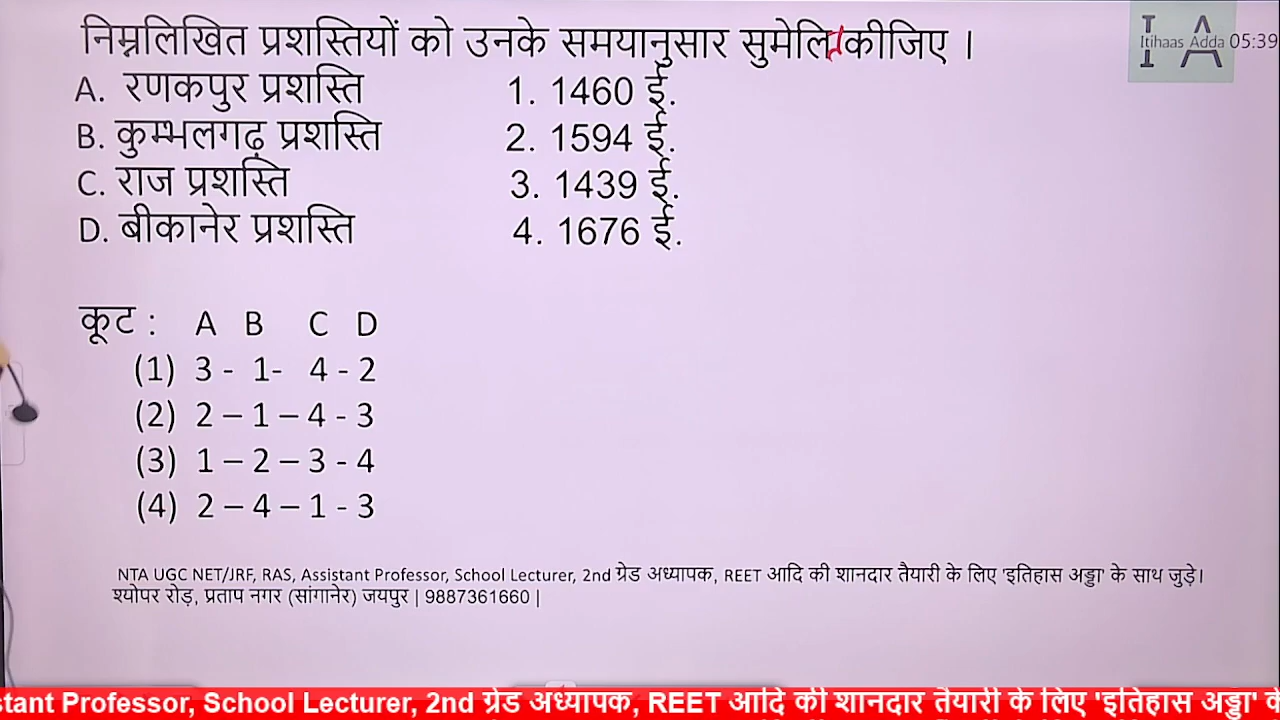 निम्नलिखित प्रशस्तियों को उनके समयानुसार सुमेलित कीजिए ।
Itihaas Adda 05:39
I A
A. रणकपुर प्रशस्ति 1. 1460 ई.
B. कुम्भलगढ़ प्रशस्ति 2. 1594 ई.
C. राज प्रशस्ति 3. 1439 ई.
D. बीकानेर प्रशस्ति 4. 1676 ई.
कूट : A B C D
(1) 3 - 1- 4 - 2
(2) 2 – 1 – 4 - 3
(3) 1 – 2 – 3 - 4
(4) 2 – 4 – 1 - 3
NTA UGC NET/JRF, RAS, Assistant Professor, School Lecturer, 2nd ग्रेड अध्यापक, REET आदि की शानदार तैयारी के लिए 'इतिहास अड्डा' के साथ जुड़े।
श्योपर रोड़, प्रताप नगर (सांगानेर) जयपुर | 9887361660 |
stant Professor, School Lecturer, 2nd ग्रेड अध्यापक, REET आदि की शानदार तैयारी के लिए 'इतिहास अड्डा'